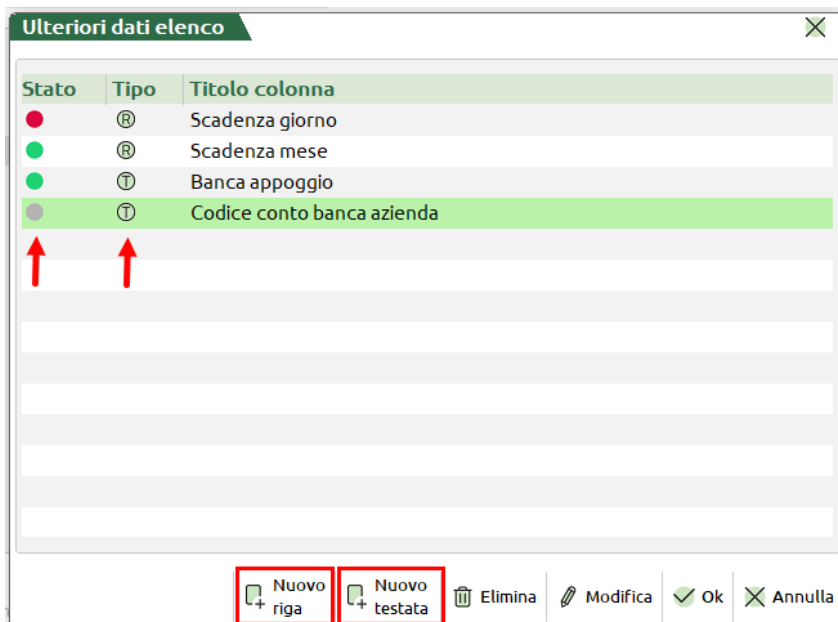 Ulteriori dati elenco
Stato Tipo Titolo colonna
R Scadenza giorno
R Scadenza mese
T Banca appoggio
T Codice conto banca azienda
Nuovo riga Nuovo testata Elimina Modifica Ok Annulla